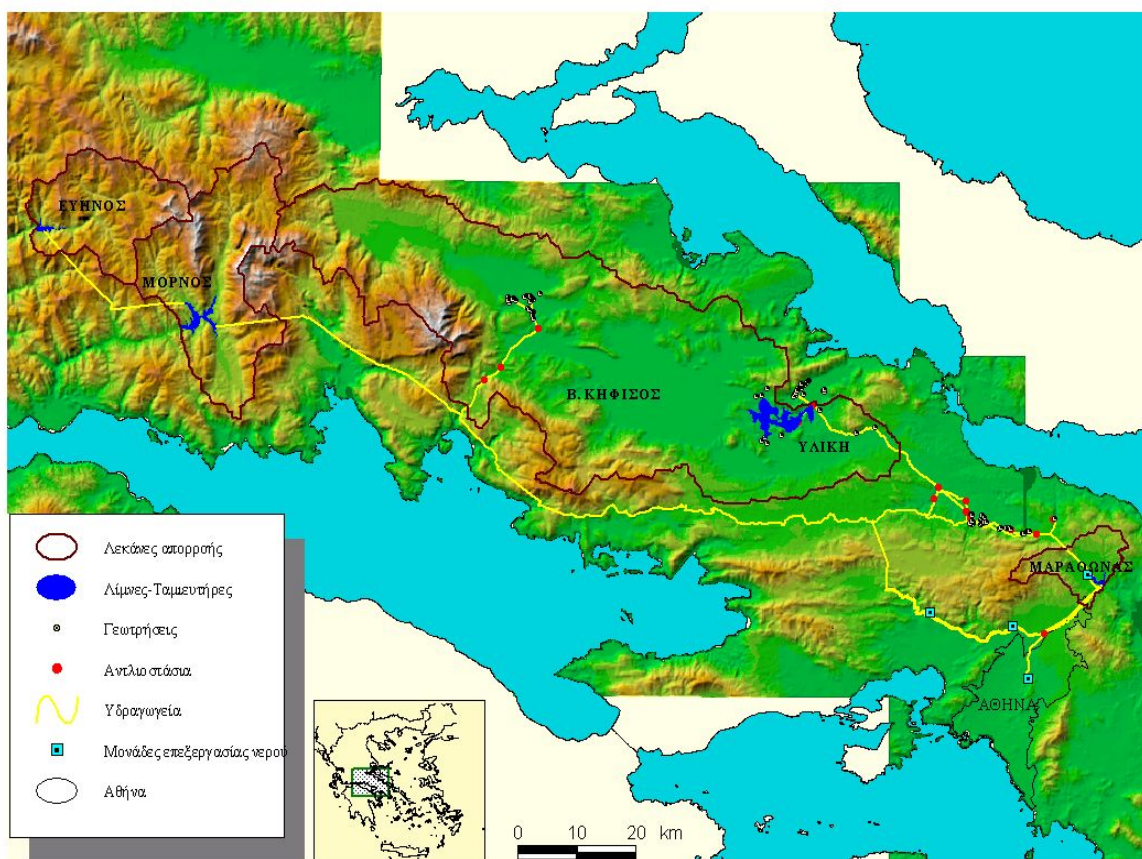 ΕΥΗΝΟΣ
ΜΟΡΝΟΣ
Β. ΚΗΦΙΣΟΣ
ΥΛΙΚΗ
ΜΑΡΑΘΩΝΑΣ
ΑΘΗΝΑ
Λεκάνες απορροής
Λίμνες-Ταμιευτήρες
Γεωτρήσεις
Αντλιοστάσια
Υδραγωγεία
Μονάδες επεξεργασίας νερού
Αθήνα
0 10 20 km